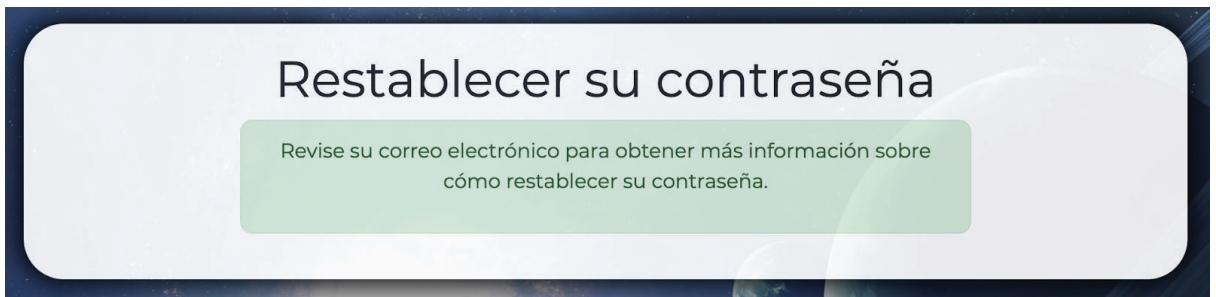 Restablecer su contraseña
Revise su correo electrónico para obtener más información sobre
cómo restablecer su contraseña.